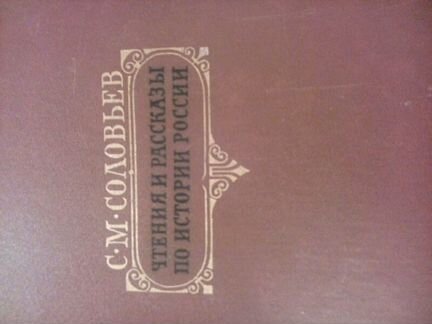 С·М·СОЛОВЬЕВ
ЧТЕНИЯ И РАССКАЗЫ
ПО ИСТОРИИ РОССИИ